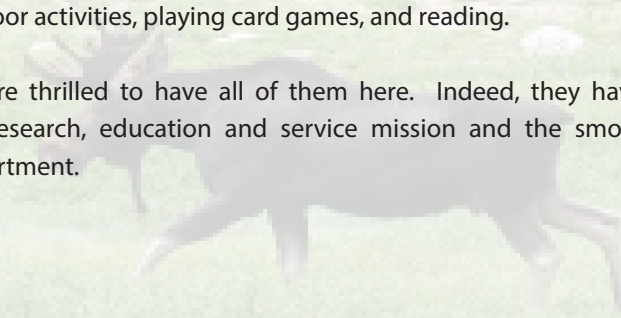 oor activities, playing card games, and reading.
re thrilled to have all of them here. Indeed, they hav
esearch, education and service mission and the smo
rtment.